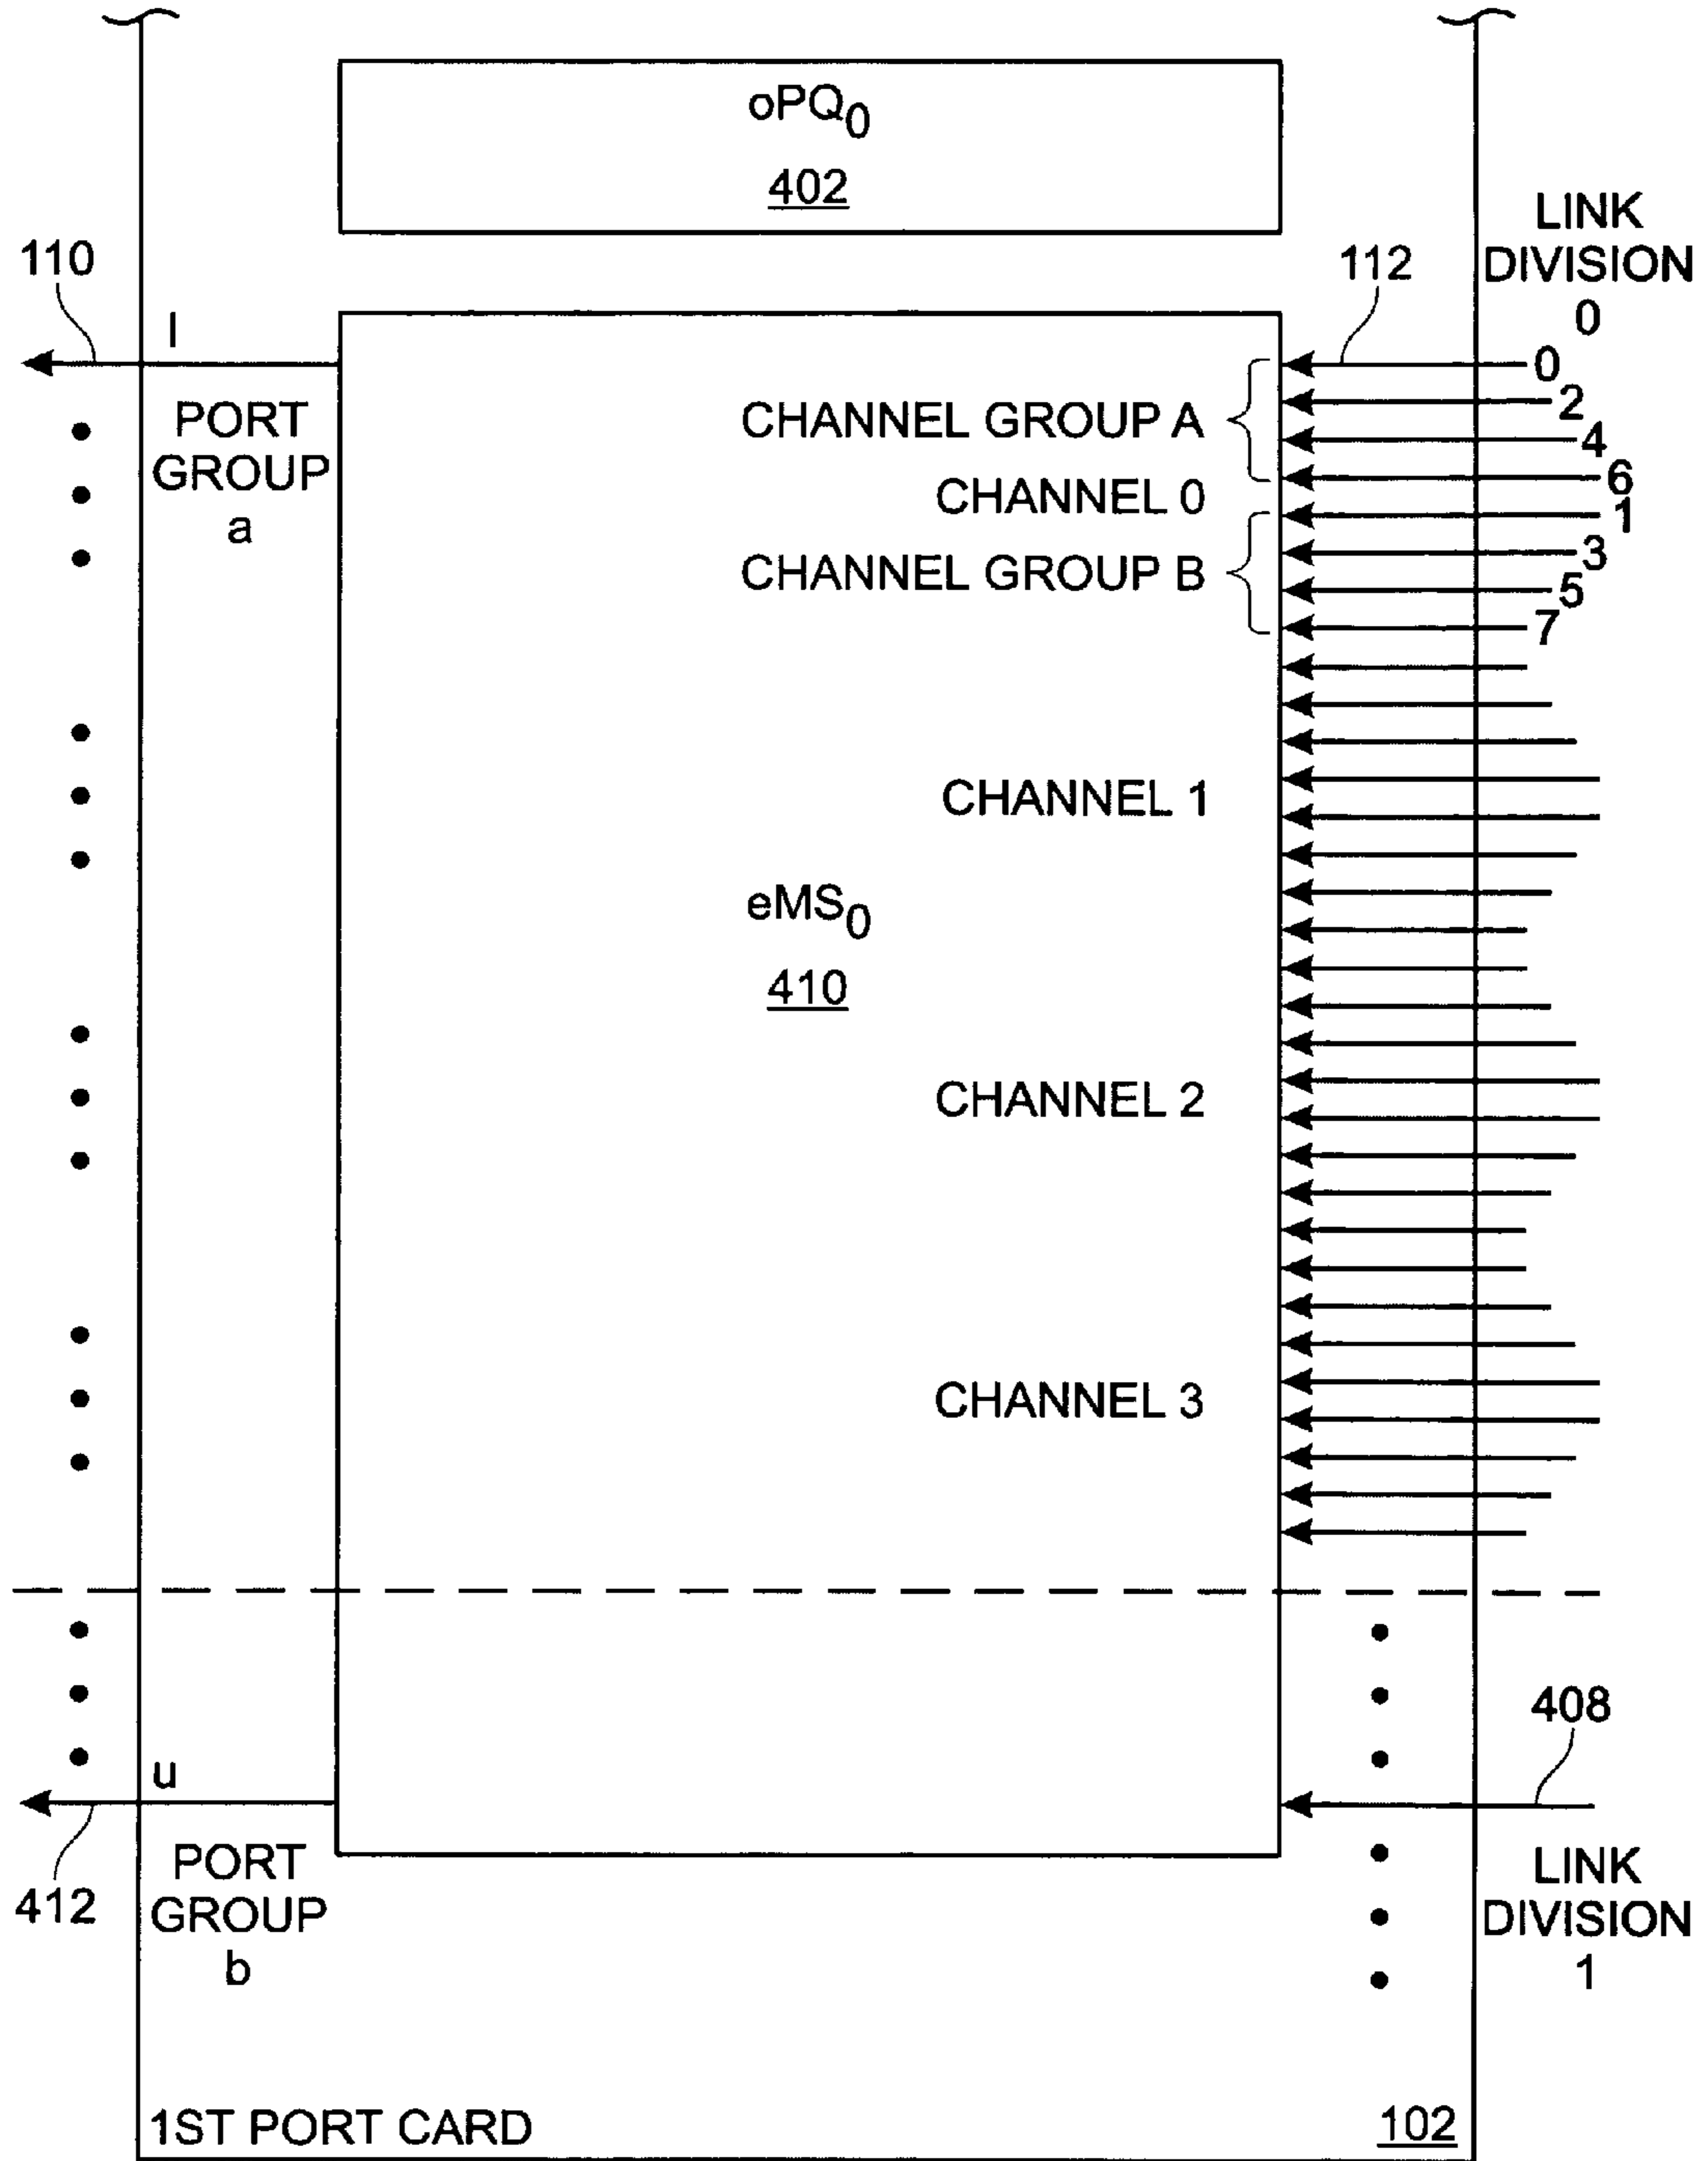 oPQ0
402
LINK
DIVISION
0
110
112
l
0
PORT
GROUP
a
CHANNEL GROUP A
2
4
6
CHANNEL 0
1
CHANNEL GROUP B
3
5
7
CHANNEL 1
eMS0
410
CHANNEL 2
CHANNEL 3
408
u
412
PORT
GROUP
b
LINK
DIVISION
1
1ST PORT CARD
102